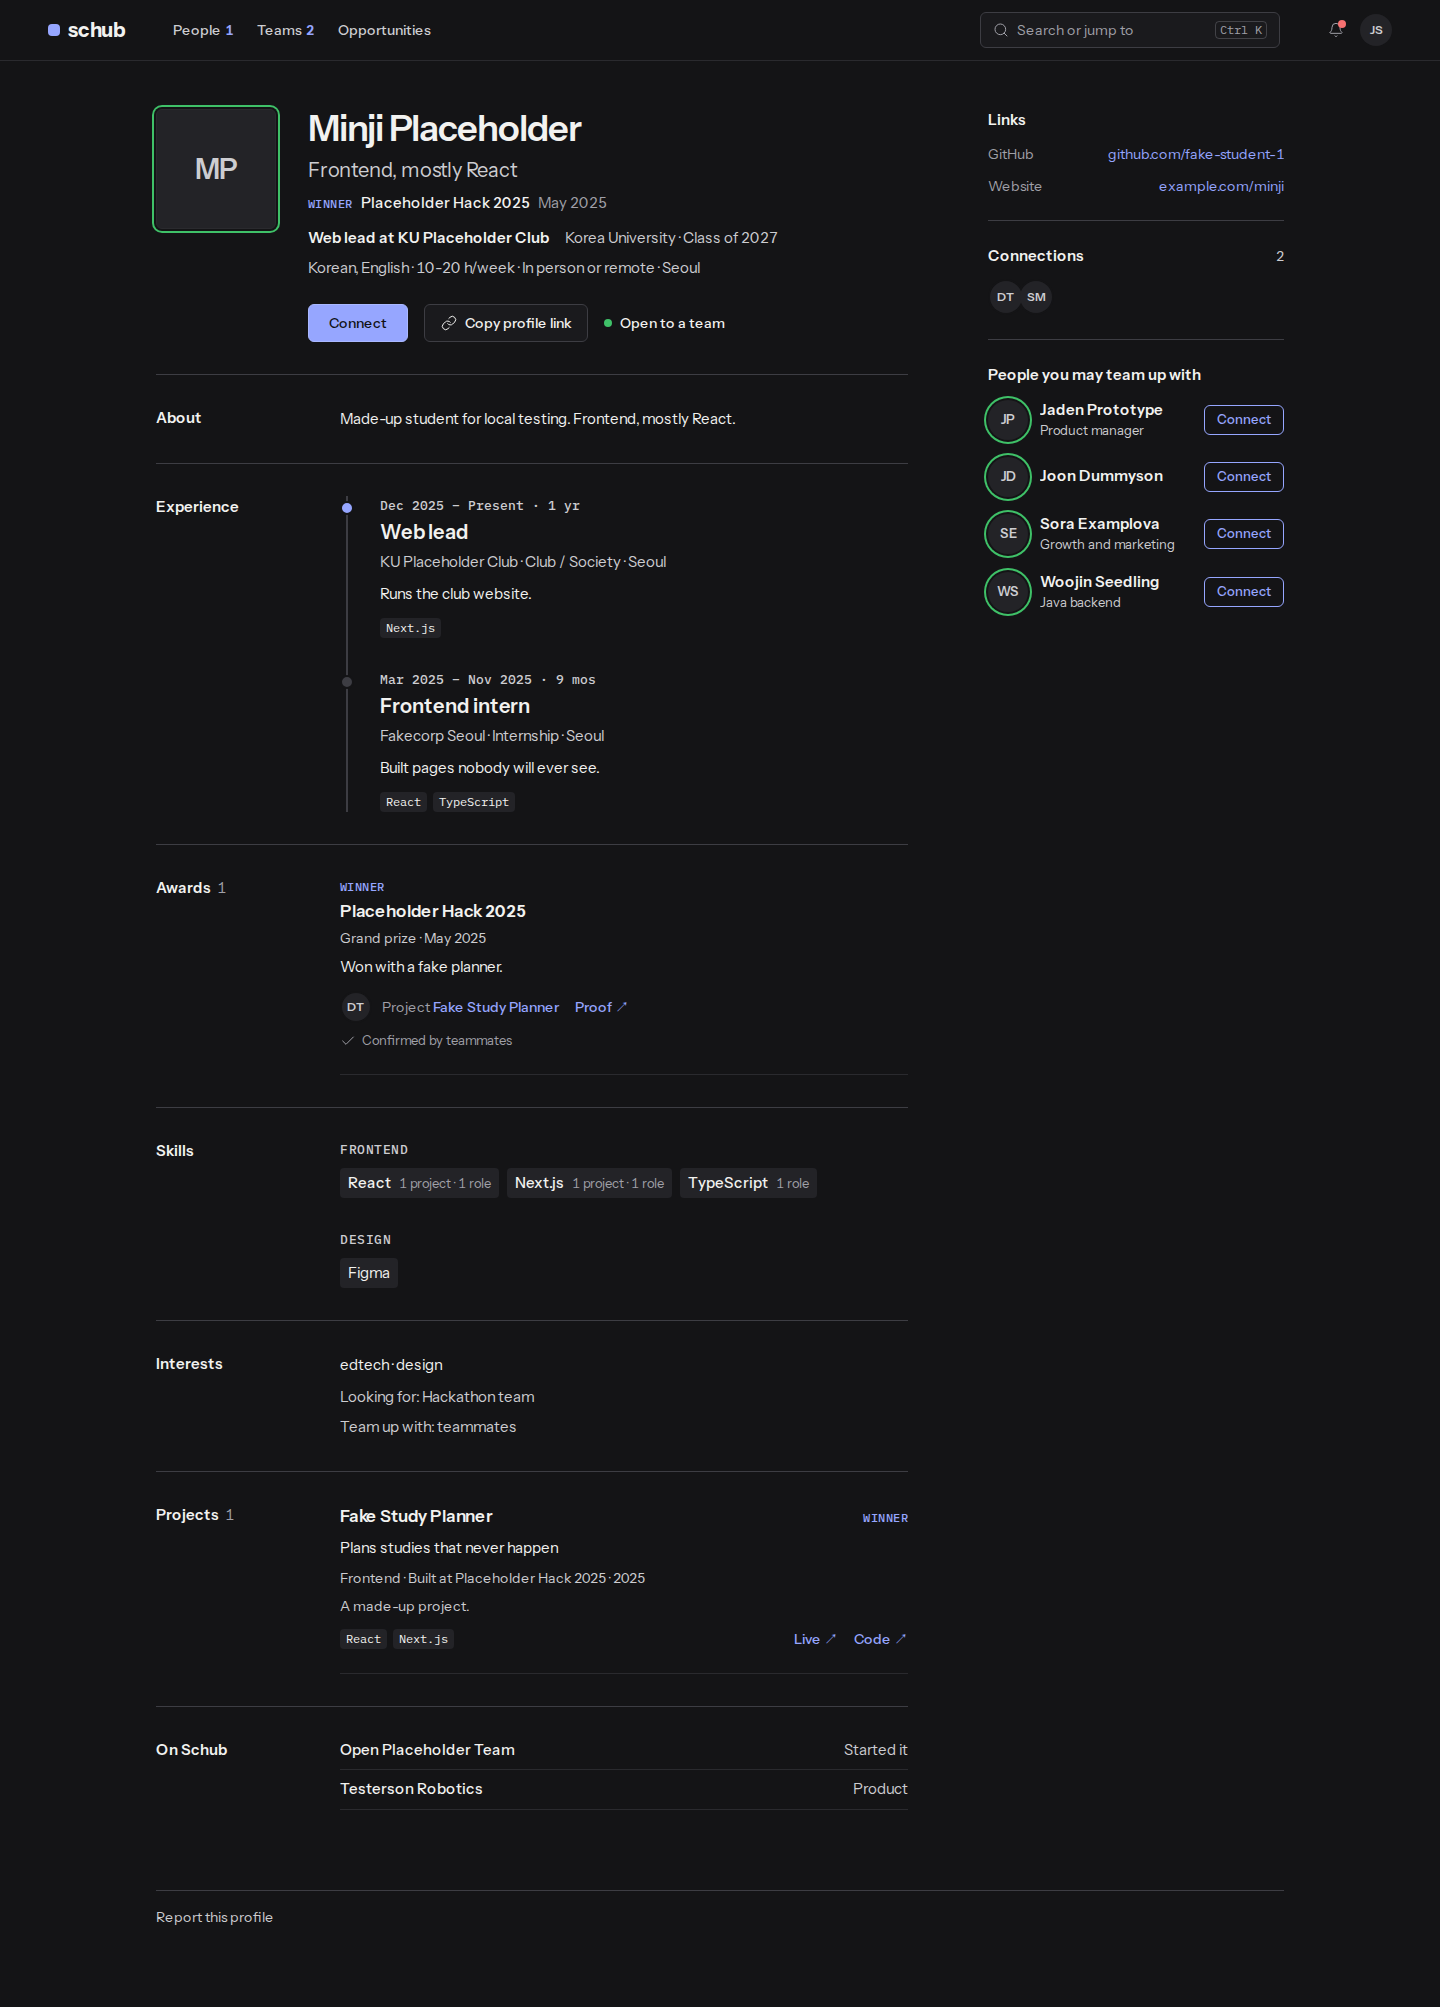 schub People 1 Teams 2 Opportunities Search or jump to Ctrl K JS
MP
Minji Placeholder
Frontend, mostly React
WINNER Placeholder Hack 2025 May 2025
Web lead at KU Placeholder Club Korea University · Class of 2027
Korean, English · 10-20 h/week · In person or remote · Seoul
Connect Copy profile link Open to a team
About
Made-up student for local testing. Frontend, mostly React.
Experience
Dec 2025 – Present · 1 yr
Web lead
KU Placeholder Club · Club / Society · Seoul
Runs the club website.
Next.js
Mar 2025 – Nov 2025 · 9 mos
Frontend intern
Fakecorp Seoul · Internship · Seoul
Built pages nobody will ever see.
React TypeScript
Awards 1
WINNER
Placeholder Hack 2025
Grand prize · May 2025
Won with a fake planner.
DT Project Fake Study Planner Proof ↗
Confirmed by teammates
Skills
FRONTEND
React 1 project · 1 role Next.js 1 project · 1 role TypeScript 1 role
DESIGN
Figma
Interests
edtech · design
Looking for: Hackathon team
Team up with: teammates
Projects 1
Fake Study Planner WINNER
Plans studies that never happen
Frontend · Built at Placeholder Hack 2025 · 2025
A made-up project.
React Next.js Live ↗ Code ↗
On Schub
Open Placeholder Team Started it
Testerson Robotics Product
Links
GitHub github.com/fake-student-1
Website example.com/minji
Connections 2
DT SM
People you may team up with
JP Jaden Prototype Connect
Product manager
JD Joon Dummyson Connect
SE Sora Examplova Connect
Growth and marketing
WS Woojin Seedling Connect
Java backend
Report this profile